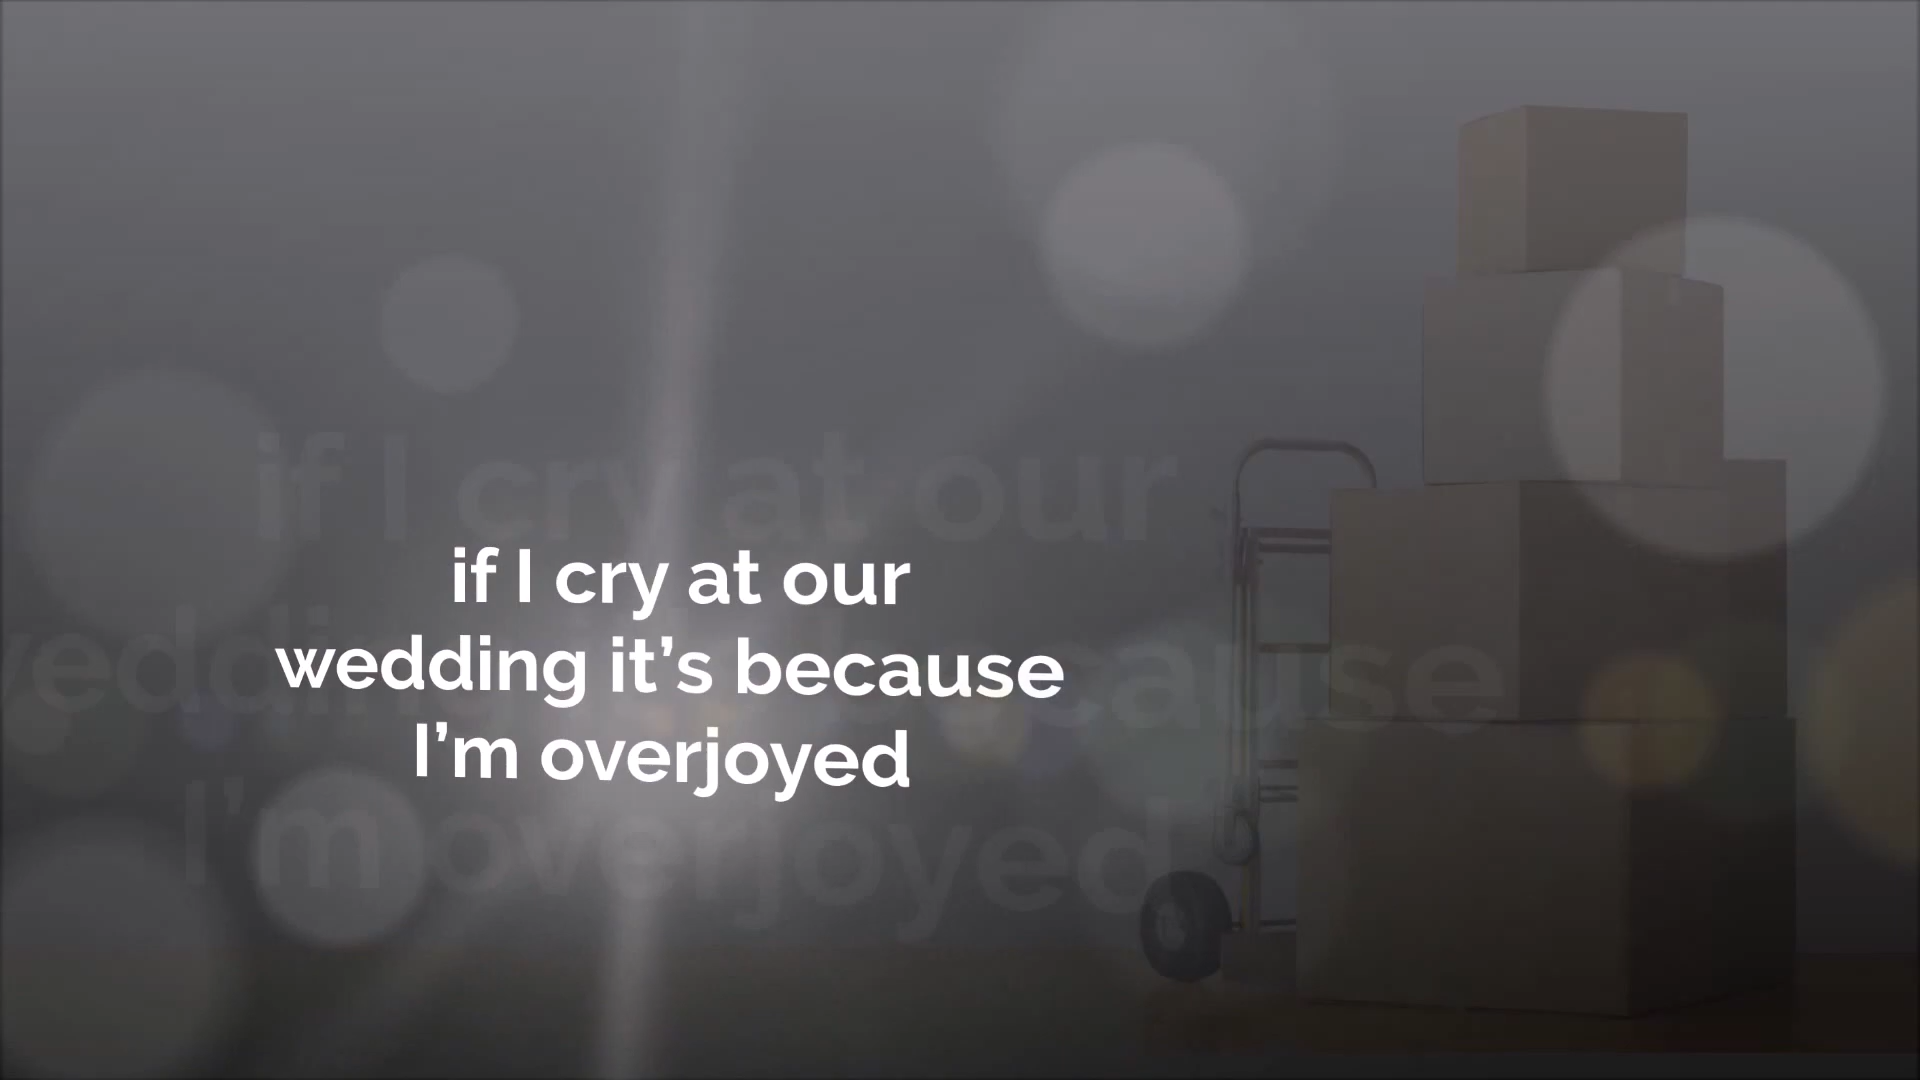 if I cry at our
wedding it’s because
I’m overjoyed